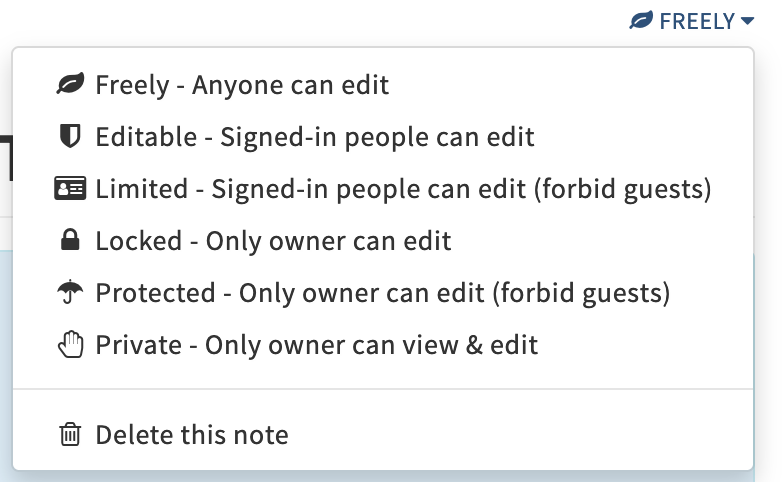 FREELY
Freely - Anyone can edit
Editable - Signed-in people can edit
Limited - Signed-in people can edit (forbid guests)
Locked - Only owner can edit
Protected - Only owner can edit (forbid guests)
Private - Only owner can view & edit
Delete this note